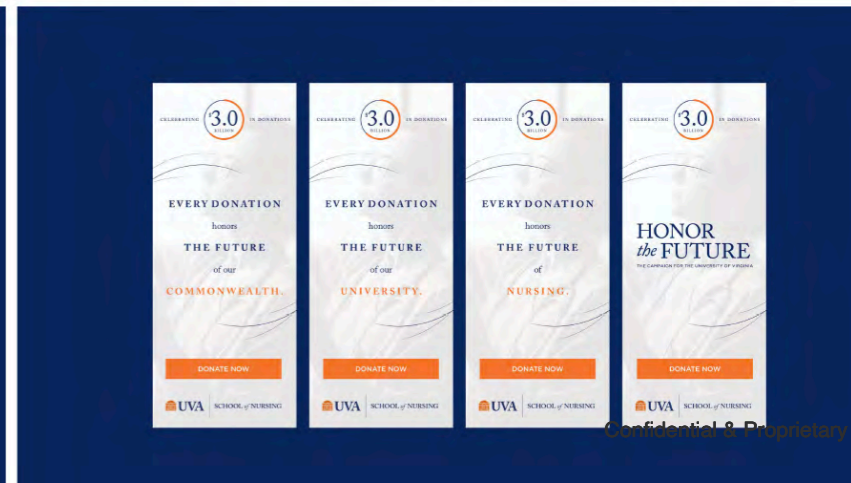 CELEBRATING $3.0 BILLION IN DONATIONS
EVERY DONATION
honors
THE FUTURE
of our
COMMONWEALTH.
DONATE NOW
UVA SCHOOL of NURSING
CELEBRATING $3.0 BILLION IN DONATIONS
EVERY DONATION
honors
THE FUTURE
of our
UNIVERSITY.
DONATE NOW
UVA SCHOOL of NURSING
CELEBRATING $3.0 BILLION IN DONATIONS
EVERY DONATION
honors
THE FUTURE
of
NURSING.
DONATE NOW
UVA SCHOOL of NURSING
CELEBRATING $3.0 BILLION IN DONATIONS
HONOR
the FUTURE
THE CAMPAIGN FOR THE UNIVERSITY OF VIRGINIA
DONATE NOW
UVA SCHOOL of NURSING
Confidential & Proprietary